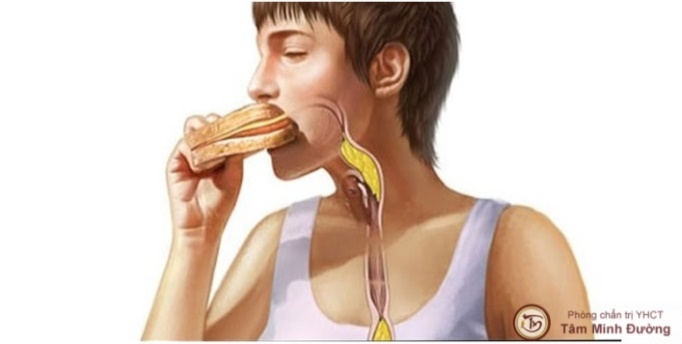 Phòng chẩn trị YHCT
Tâm Minh Đường